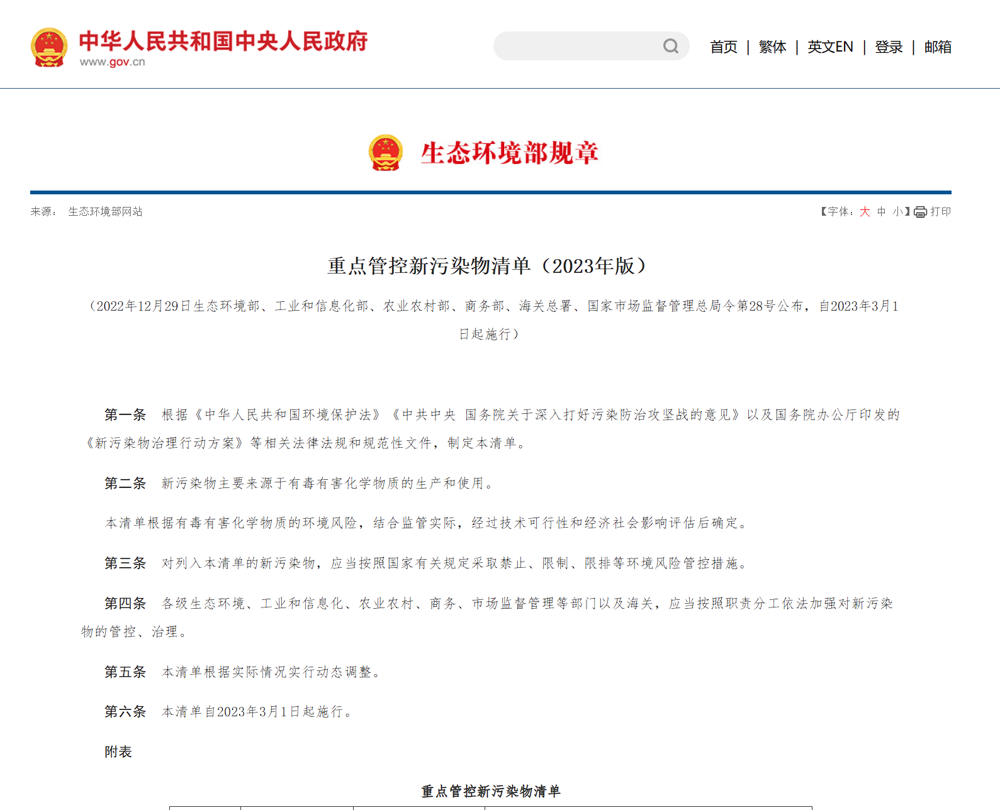 中华人民共和国中央人民政府
www.gov.cn
首页 | 繁体 | 英文EN | 登录 | 邮箱
生态环境部规章
来源： 生态环境部网站
【字体：大 中 小】打印
重点管控新污染物清单（2023年版）
（2022年12月29日生态环境部、工业和信息化部、农业农村部、商务部、海关总署、国家市场监督管理总局令第28号公布，自2023年3月1
日起施行）
第一条 根据《中华人民共和国环境保护法》《中共中央 国务院关于深入打好污染防治攻坚战的意见》以及国务院办公厅印发的
《新污染物治理行动方案》等相关法律法规和规范性文件，制定本清单。
第二条 新污染物主要来源于有毒有害化学物质的生产和使用。
本清单根据有毒有害化学物质的环境风险，结合监管实际，经过技术可行性和经济社会影响评估后确定。
第三条 对列入本清单的新污染物，应当按照国家有关规定采取禁止、限制、限排等环境风险管控措施。
第四条 各级生态环境、工业和信息化、农业农村、商务、市场监督管理等部门以及海关，应当按照职责分工依法加强对新污染
物的管控、治理。
第五条 本清单根据实际情况实行动态调整。
第六条 本清单自2023年3月1日起施行。
附表
重点管控新污染物清单